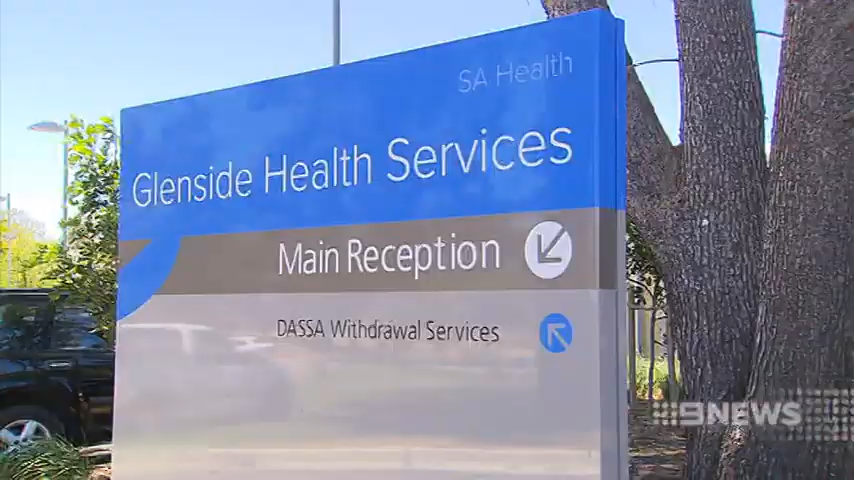 SA Health
Glenside Health Services
Main Reception
DASSA Withdrawal Services
9NEWS